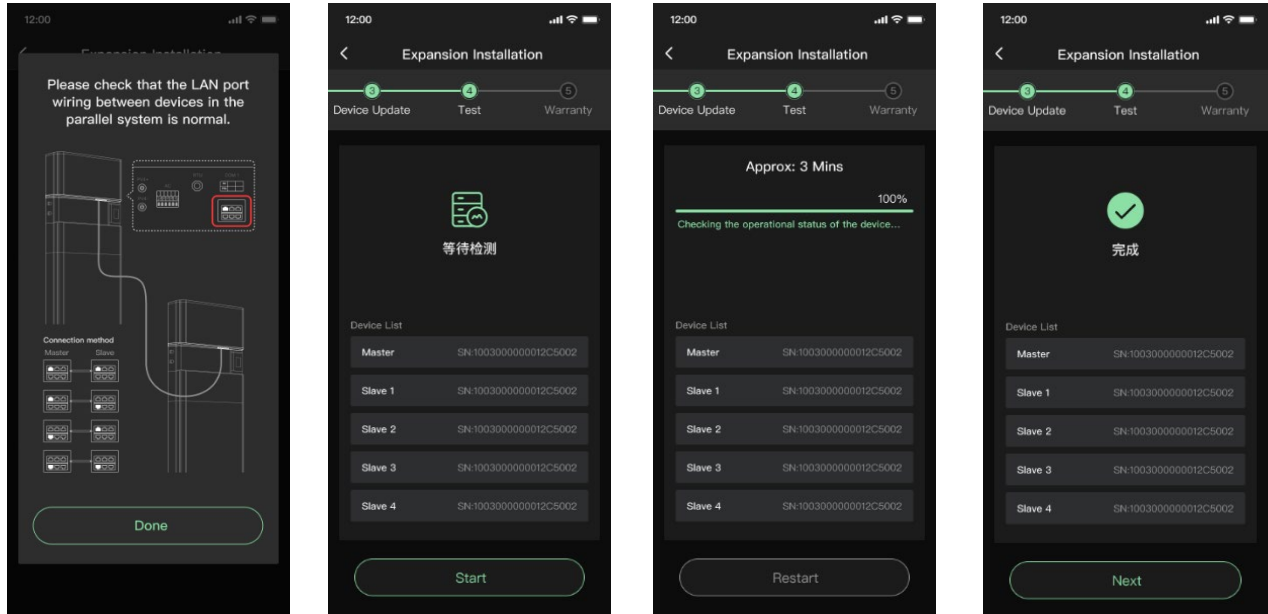 12:00
Expansion Installation
Please check that the LAN port
wiring between devices in the
parallel system is normal.
Connection method
Master Slave
Done
12:00
Expansion Installation
3 4 5
Device Update Test Warranty
等待检测
Device List
Master SN:1003000000012C5002
Slave 1 SN:1003000000012C5002
Slave 2 SN:1003000000012C5002
Slave 3 SN:1003000000012C5002
Slave 4 SN:1003000000012C5002
Start
12:00
Expansion Installation
3 4 5
Device Update Test Warranty
Approx: 3 Mins
100%
Checking the operational status of the device...
Device List
Master SN:1003000000012C5002
Slave 1 SN:1003000000012C5002
Slave 2 SN:1003000000012C5002
Slave 3 SN:1003000000012C5002
Slave 4 SN:1003000000012C5002
Restart
12:00
Expansion Installation
3 4 5
Device Update Test Warranty
完成
Device List
Master SN:1003000000012C5002
Slave 1 SN:1003000000012C5002
Slave 2 SN:1003000000012C5002
Slave 3 SN:1003000000012C5002
Slave 4 SN:1003000000012C5002
Next